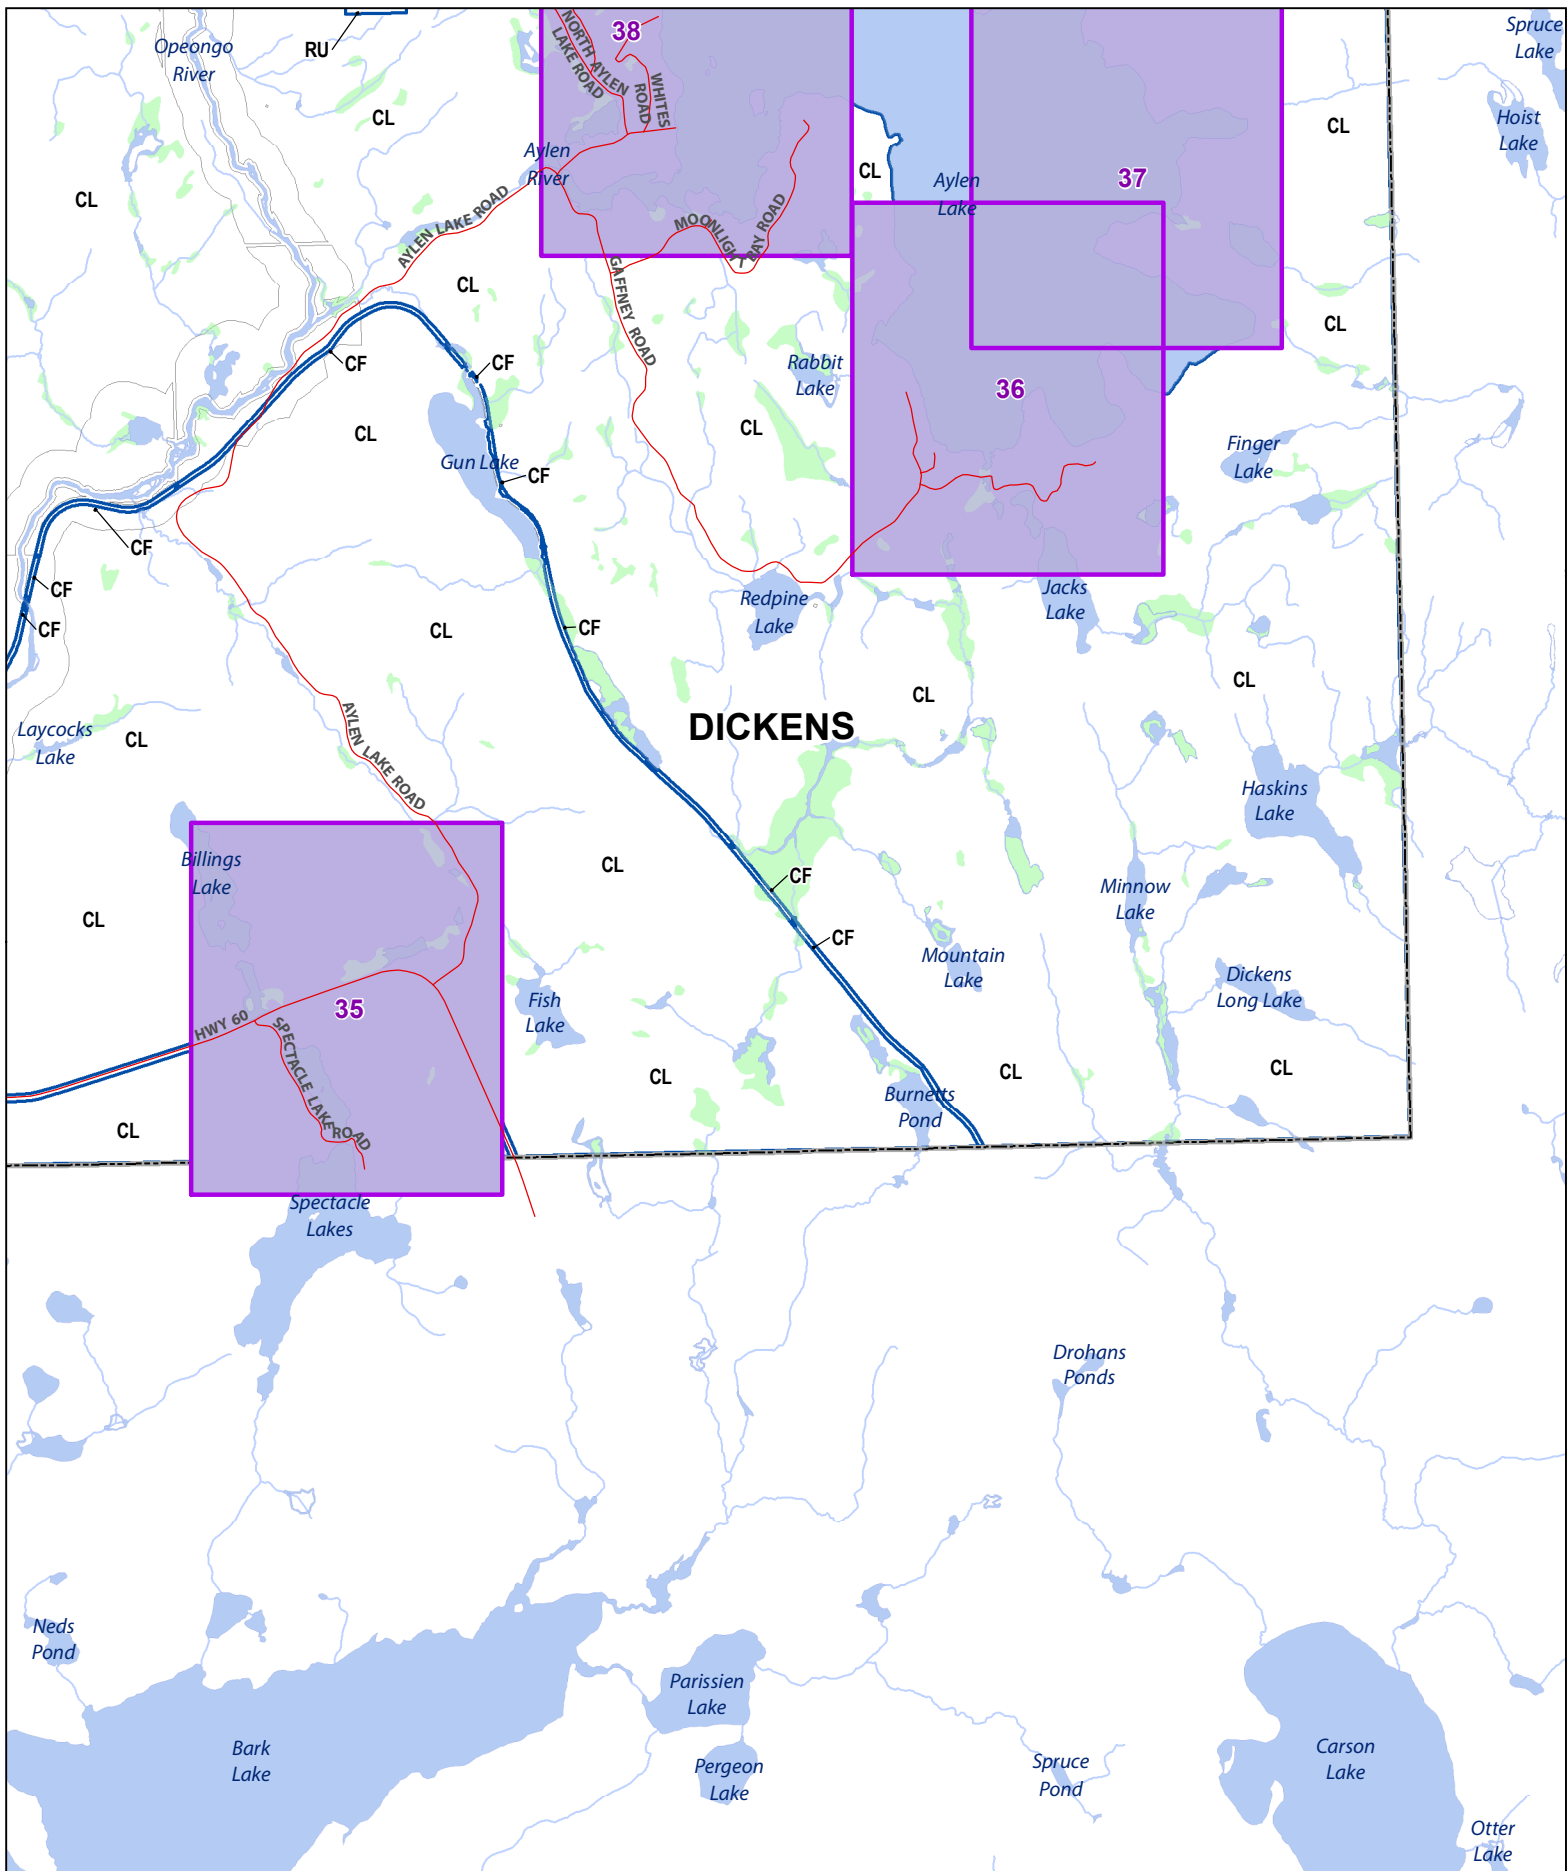 Opeongo
River
RU
38
NORTH AYLEN
LAKE ROAD
WHITES
ROAD
Spruce
Lake
CL
CL
Hoist
Lake
CL
Aylen
River
CL
Aylen
Lake
37
CL
AYLEN LAKE ROAD
MOONLIGHT BAY ROAD
CL
GAFFNEY ROAD
CL
CF
CF
Rabbit
Lake
36
CL
CL
Gun Lake
CF
Finger
Lake
CF
CF
CF
Redpine
Lake
Jacks
Lake
CL
CF
CL
CL
Laycocks
Lake
CL
AYLEN LAKE ROAD
DICKENS
Haskins
Lake
Billings
Lake
CL
CF
Minnow
Lake
CL
CF
Mountain
Lake
Dickens
Long Lake
35
Fish
Lake
HWY 60
SPECTACLE LAKE ROAD
CL
CL
CL
Burnetts
Pond
CL
Spectacle
Lakes
Drohans
Ponds
Neds
Pond
Parissien
Lake
Bark
Lake
Pergeon
Lake
Spruce
Pond
Carson
Lake
Otter
Lake